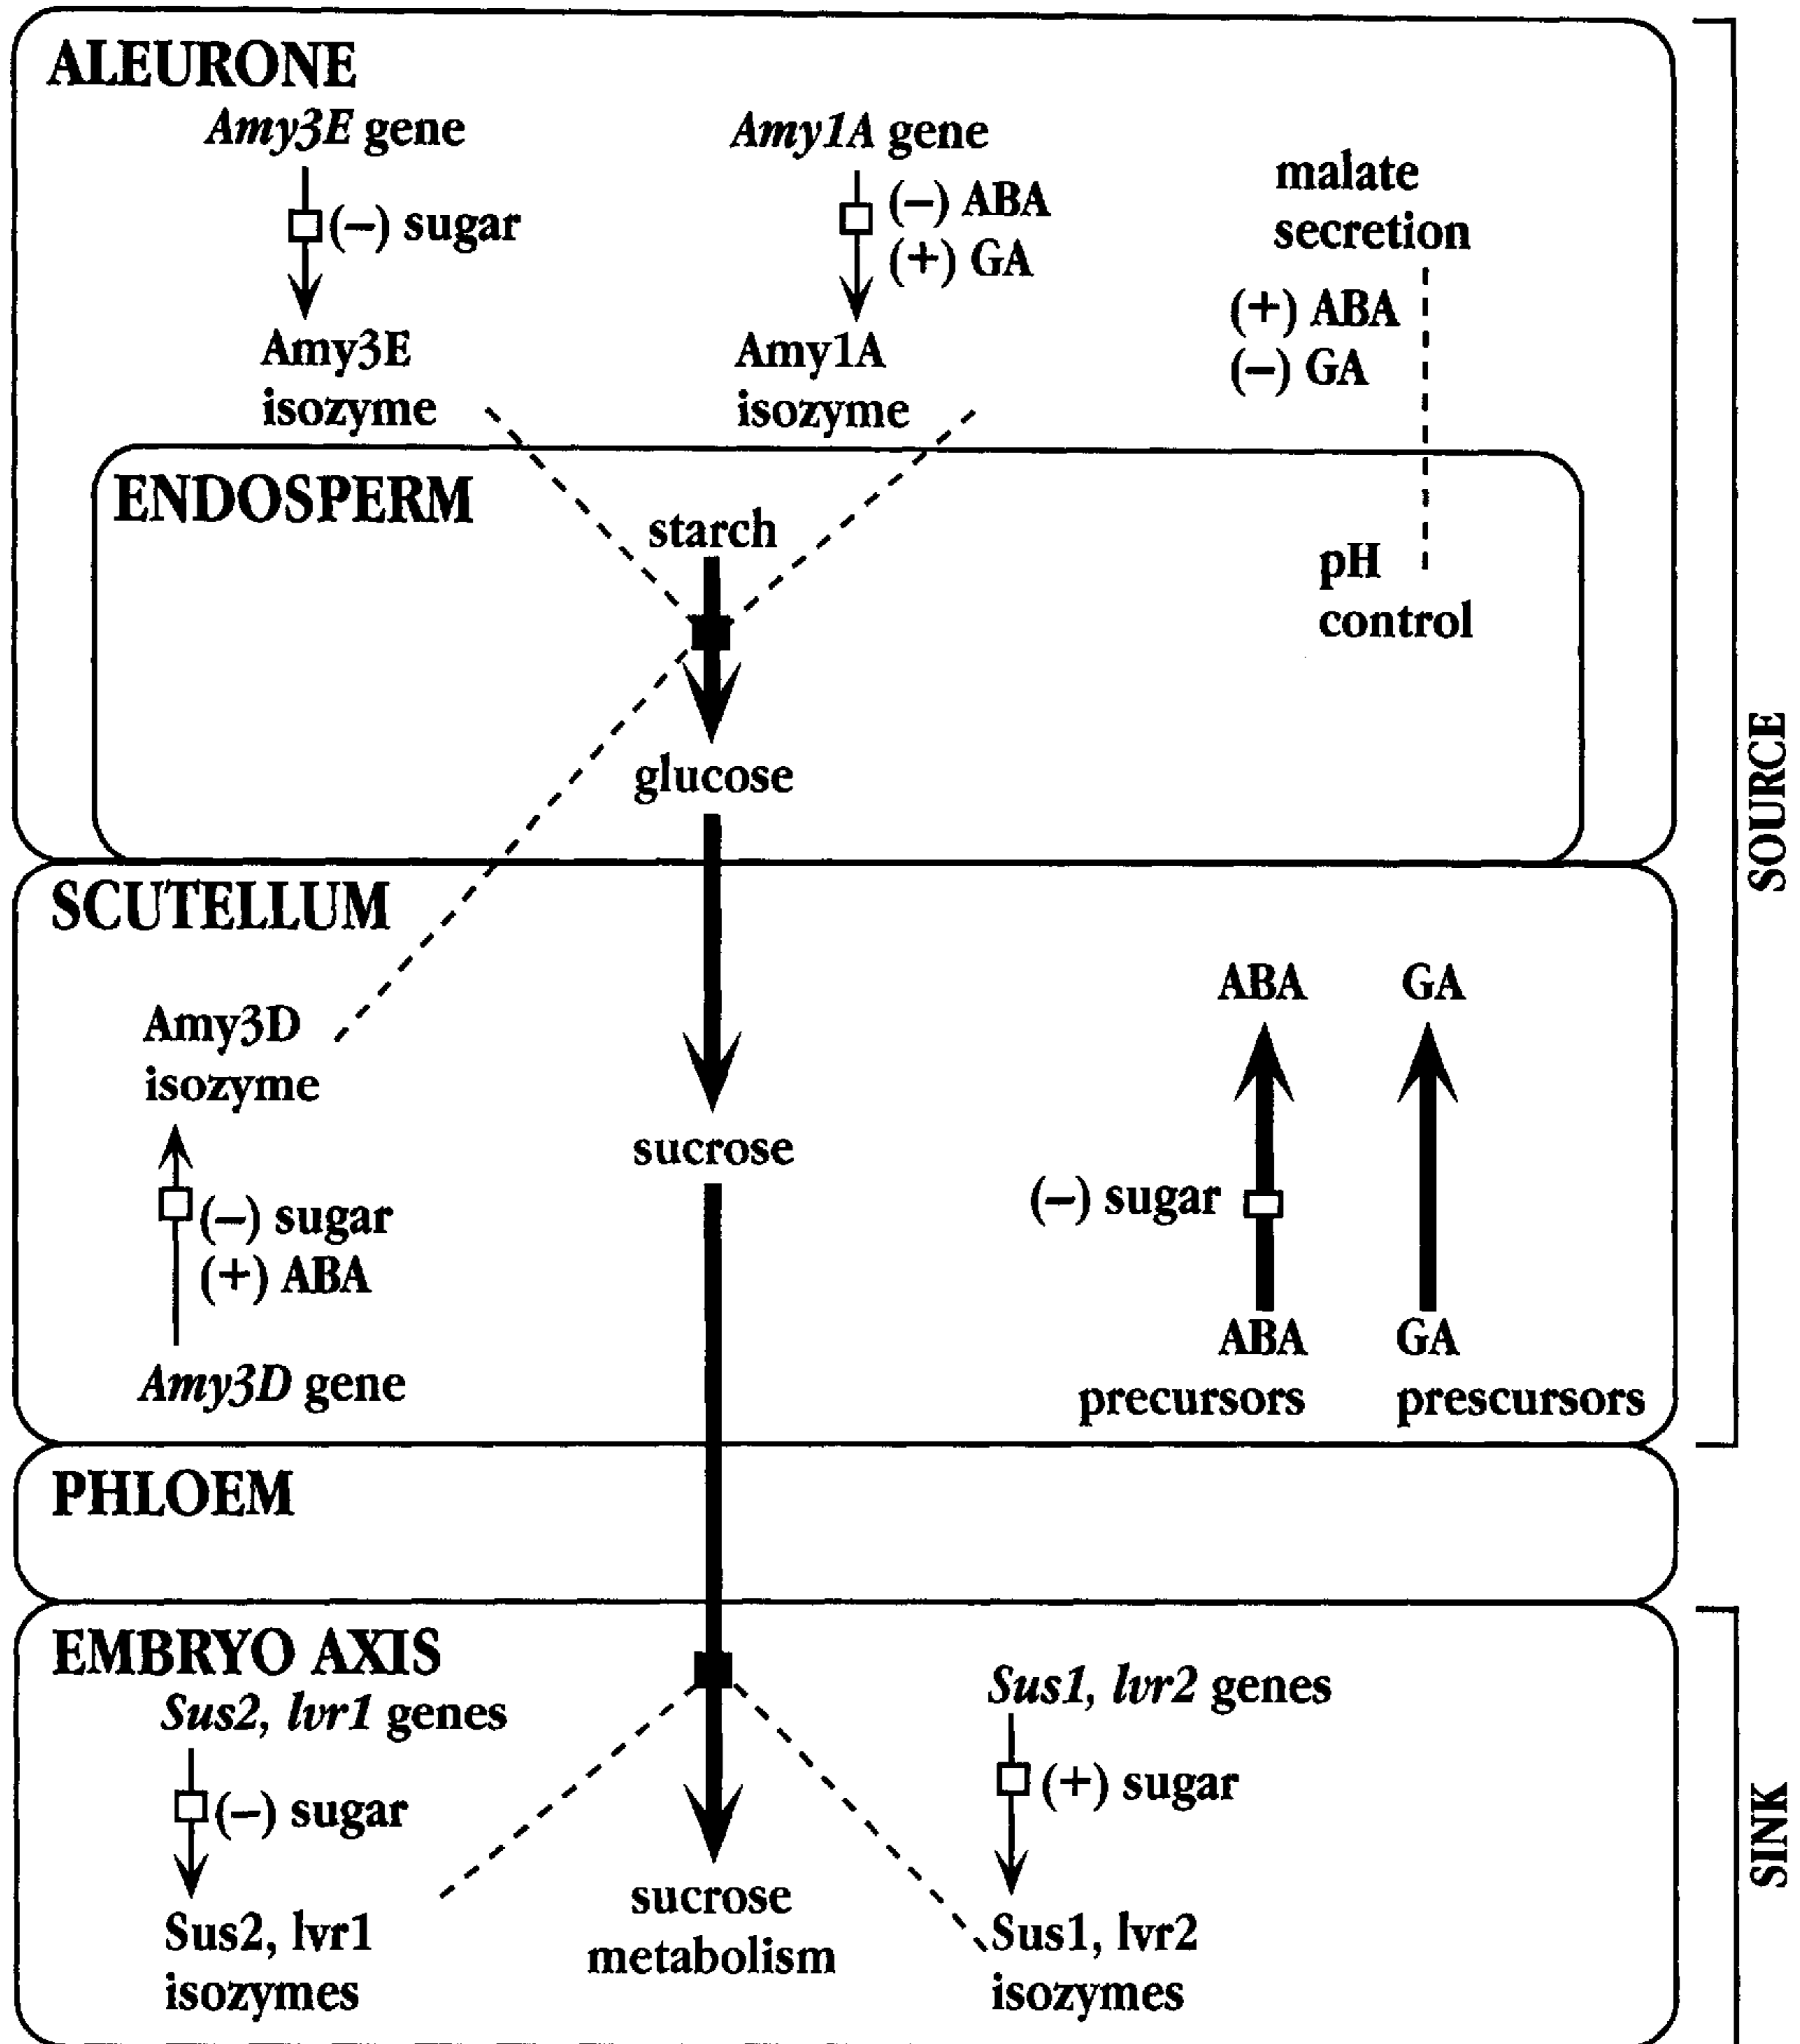 ALEURONE
Amy3E gene
(–) sugar
Amy3E
isozyme
Amy1A gene
(–) ABA
(+) GA
Amy1A
isozyme
malate
secretion
(+) ABA
(–) GA
ENDOSPERM
starch
glucose
pH
control
SOURCE
SCUTELLUM
Amy3D
isozyme
(–) sugar
(+) ABA
Amy3D gene
sucrose
ABA
GA
(–) sugar
ABA
precursors
GA
prescursors
PHLOEM
EMBRYO AXIS
Sus2, lvr1 genes
(–) sugar
Sus2, lvr1
isozymes
sucrose
metabolism
Sus1, lvr2 genes
(+) sugar
Sus1, lvr2
isozymes
SINK